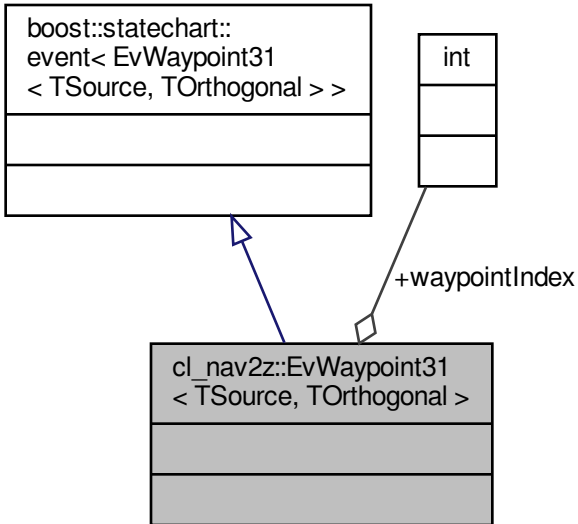 boost::statechart::
event< EvWaypoint31
< TSource, TOrthogonal > >
int
+waypointIndex
cl_nav2z::EvWaypoint31
< TSource, TOrthogonal >